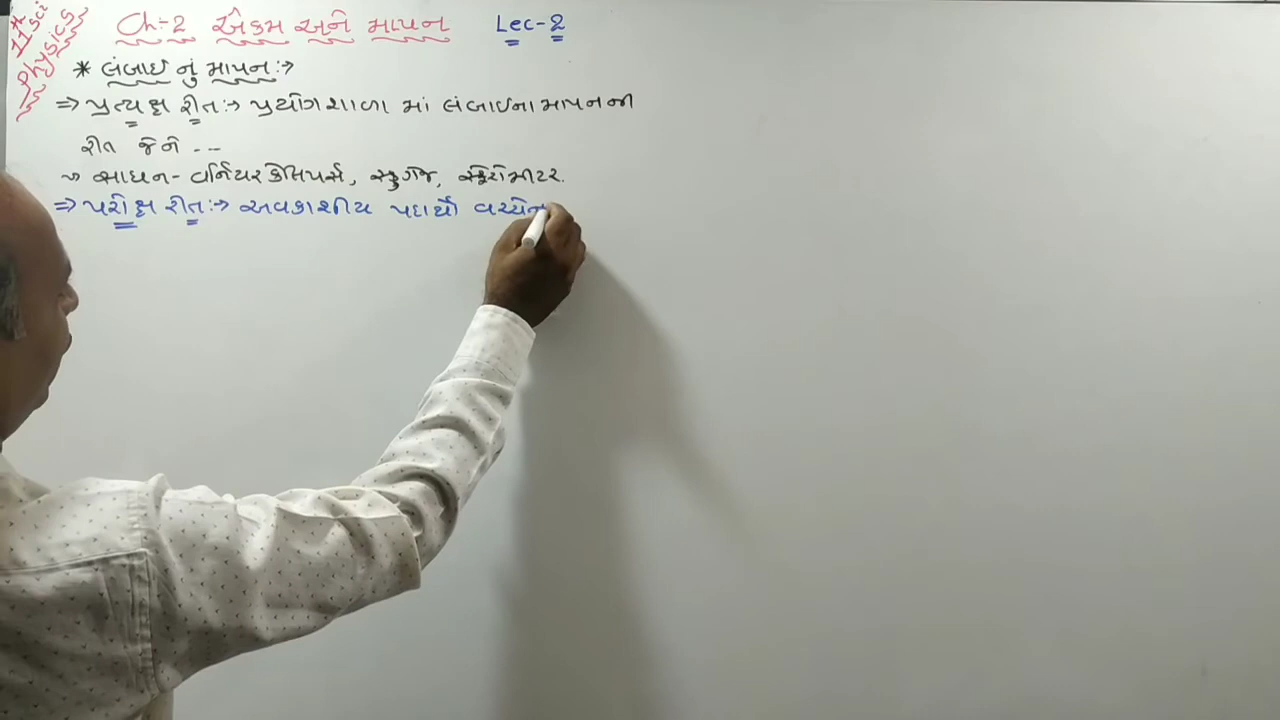 * 11 Sci
Physics
Ch-2 એકમ અને માપન Lec-2
* લંબાઈ નું માપન :→
⇒ પ્રત્યક્ષ રીત :→ પ્રયોગશાળા માં લંબાઈના માપનની
રીત જેને --
~ સાધન - વર્નિયર કેલિપર્સ, સ્ક્રુગેજ, સ્ફેરોમીટર.
⇒ પરોક્ષ રીત :→ અવકાશીય પદાર્થો વચ્ચેન